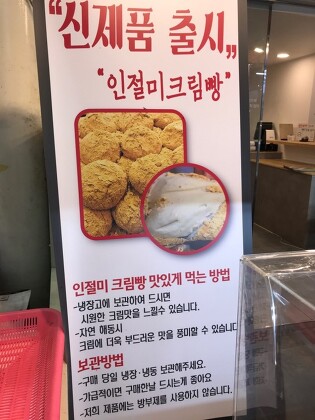 “신제품 출시„
“인절미크림빵”
인절미 크림빵 맛있게 먹는 방법
-냉장고에 보관하여 드시면
시원한 크림맛을 느낄수 있습니다.
-자연 해동시
크림에 더욱 부드러운 맛을 풍미할 수 있습니다
보관방법
-구매 당일 냉장·냉동 보관해주세요.
-가급적이면 구매한날 드시는게 좋아요
-저희 제품에는 방부제를 사용하지 않습니다.